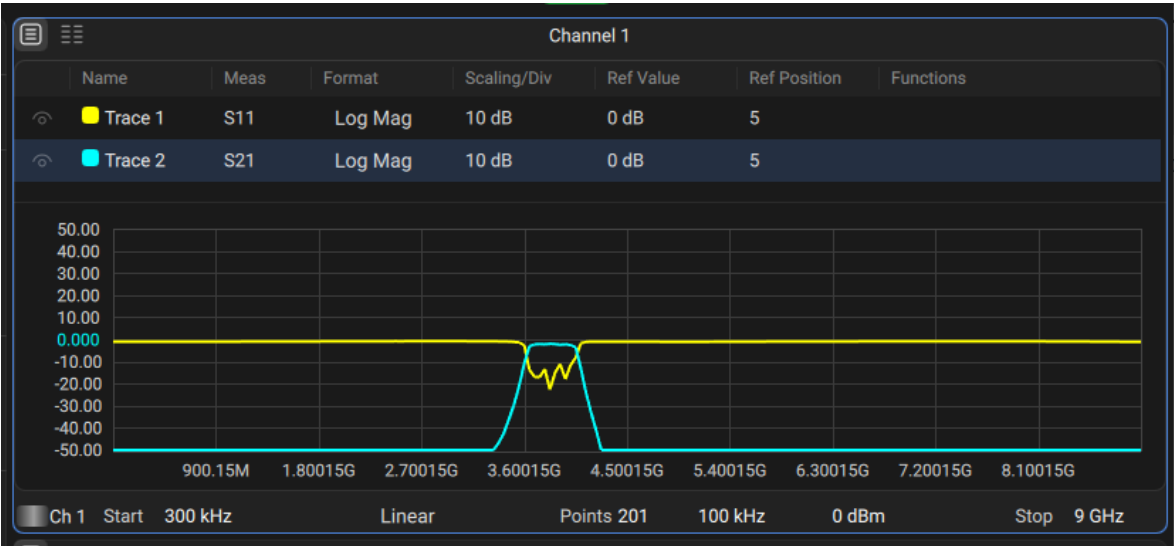 Channel 1
Name Meas Format Scaling/Div Ref Value Ref Position Functions
Trace 1 S11 Log Mag 10 dB 0 dB 5
Trace 2 S21 Log Mag 10 dB 0 dB 5
50.00
40.00
30.00
20.00
10.00
0.000
-10.00
-20.00
-30.00
-40.00
-50.00
900.15M 1.80015G 2.70015G 3.60015G 4.50015G 5.40015G 6.30015G 7.20015G 8.10015G
Ch 1 Start 300 kHz Linear Points 201 100 kHz 0 dBm Stop 9 GHz